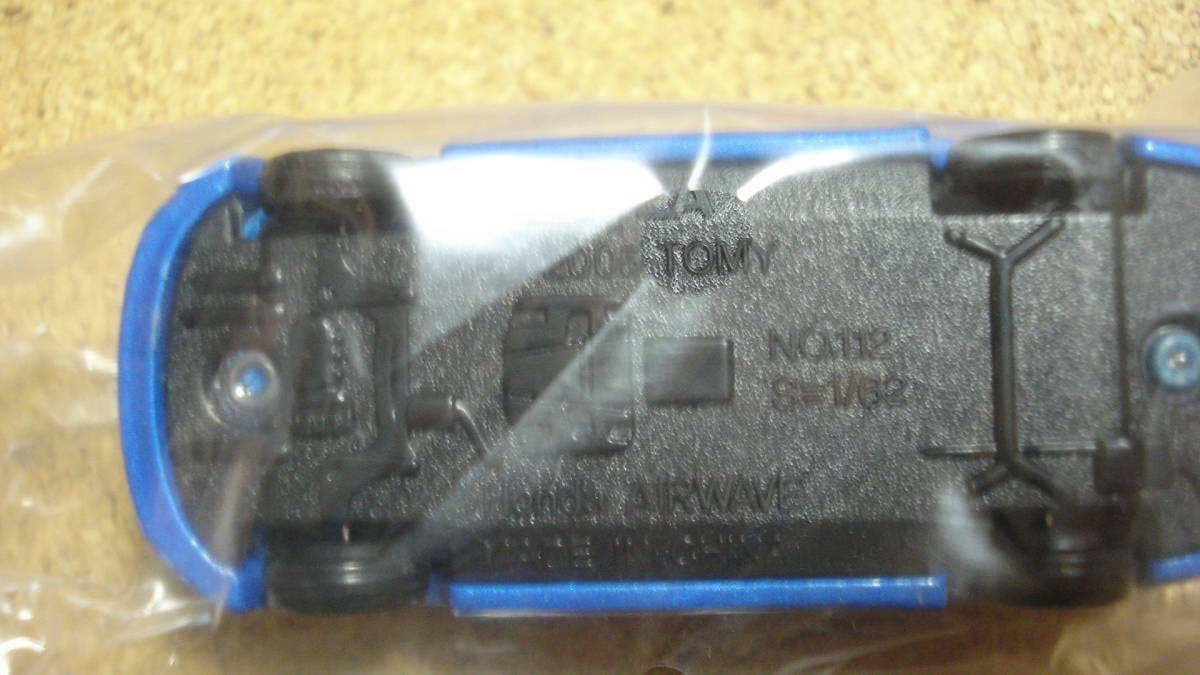 TOMY
NO.112
S=1/62
Honda AIRWAVE
MADE IN CHINA